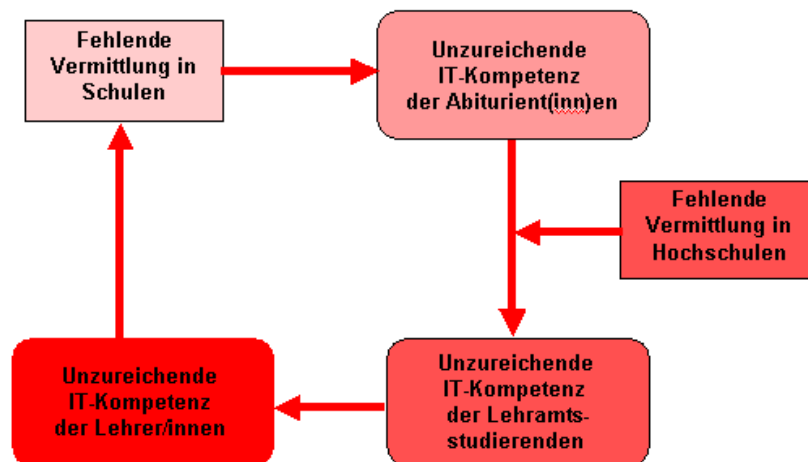 Fehlende
Vermittlung in
Schulen
Unzureichende
IT-Kompetenz
der Abiturient(inn)en
Fehlende
Vermittlung in
Hochschulen
Unzureichende
IT-Kompetenz
der Lehramts-
studierenden
Unzureichende
IT-Kompetenz
der Lehrer/innen